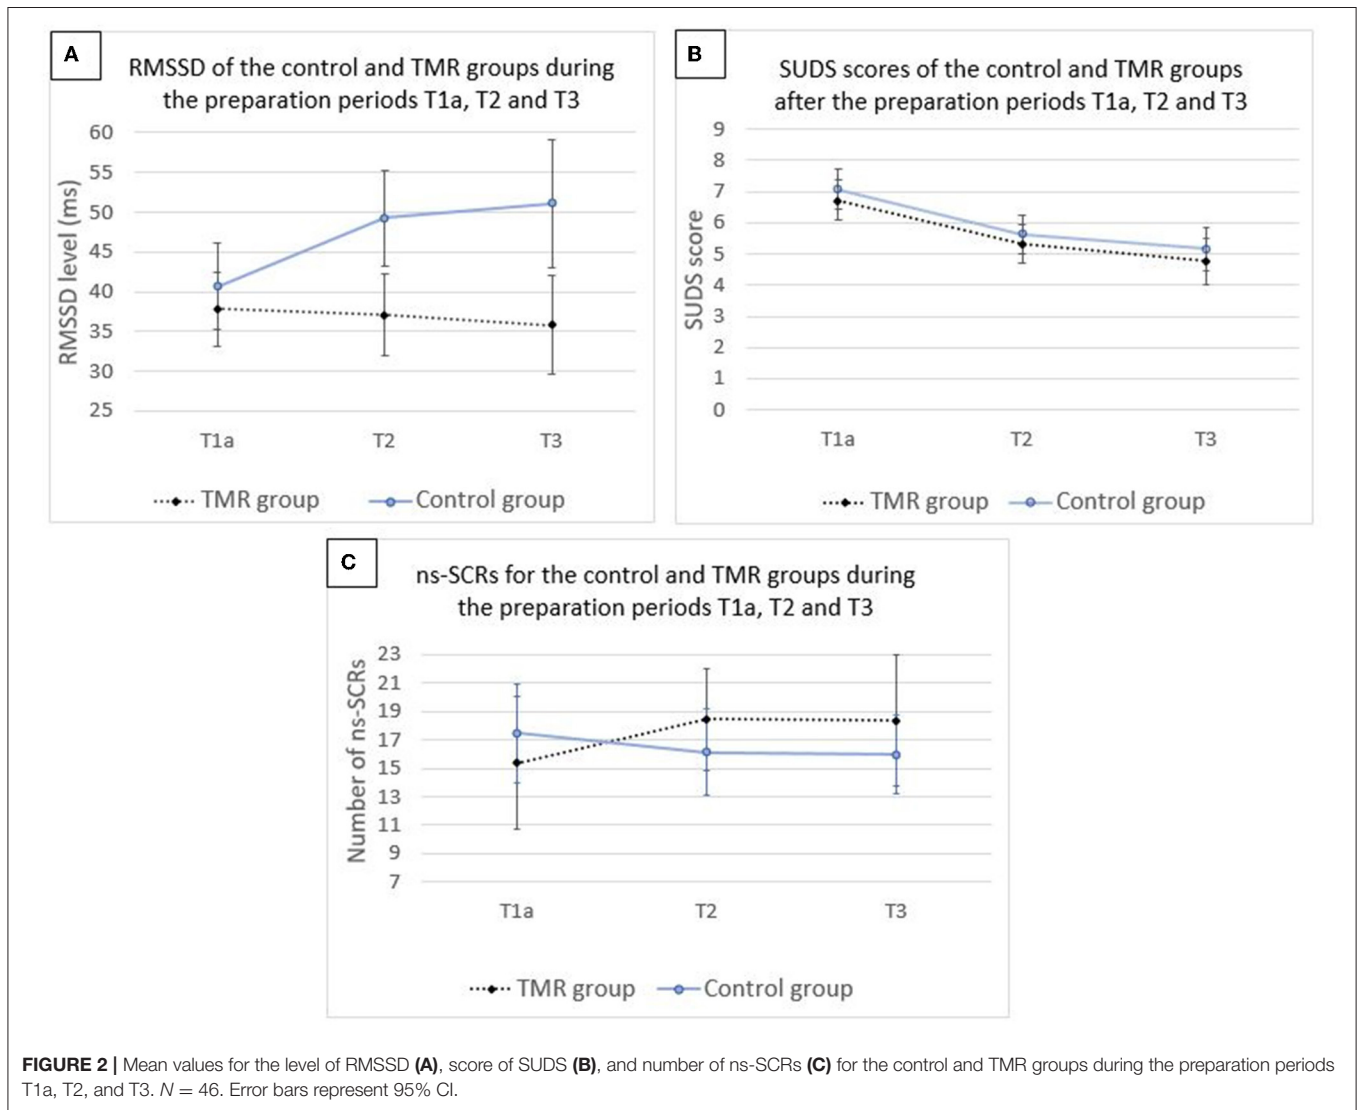 A
RMSSD of the control and TMR groups during
the preparation periods T1a, T2 and T3
RMSSD level (ms)
60
55
50
45
40
35
30
25
T1a T2 T3
TMR group Control group
B
SUDS scores of the control and TMR groups
after the preparation periods T1a, T2 and T3
SUDS score
9
8
7
6
5
4
3
2
1
0
T1a T2 T3
TMR group Control group
C
ns-SCRs for the control and TMR groups during
the preparation periods T1a, T2 and T3
Number of ns-SCRs
23
21
19
17
15
13
11
9
7
T1a T2 T3
TMR group Control group
FIGURE 2 | Mean values for the level of RMSSD (A), score of SUDS (B), and number of ns-SCRs (C) for the control and TMR groups during the preparation periods
T1a, T2, and T3. N = 46. Error bars represent 95% CI.